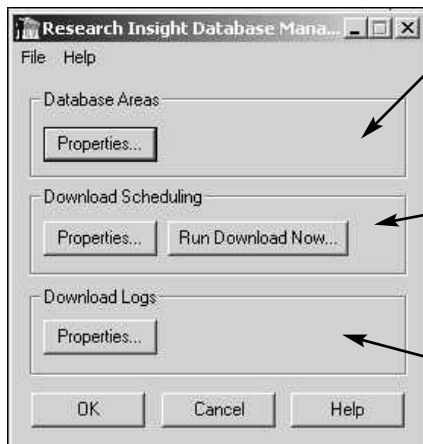 Research Insight Database Mana...
File Help
Database Areas
Properties...
Download Scheduling
Properties... Run Download Now...
Download Logs
Properties...
OK Cancel Help